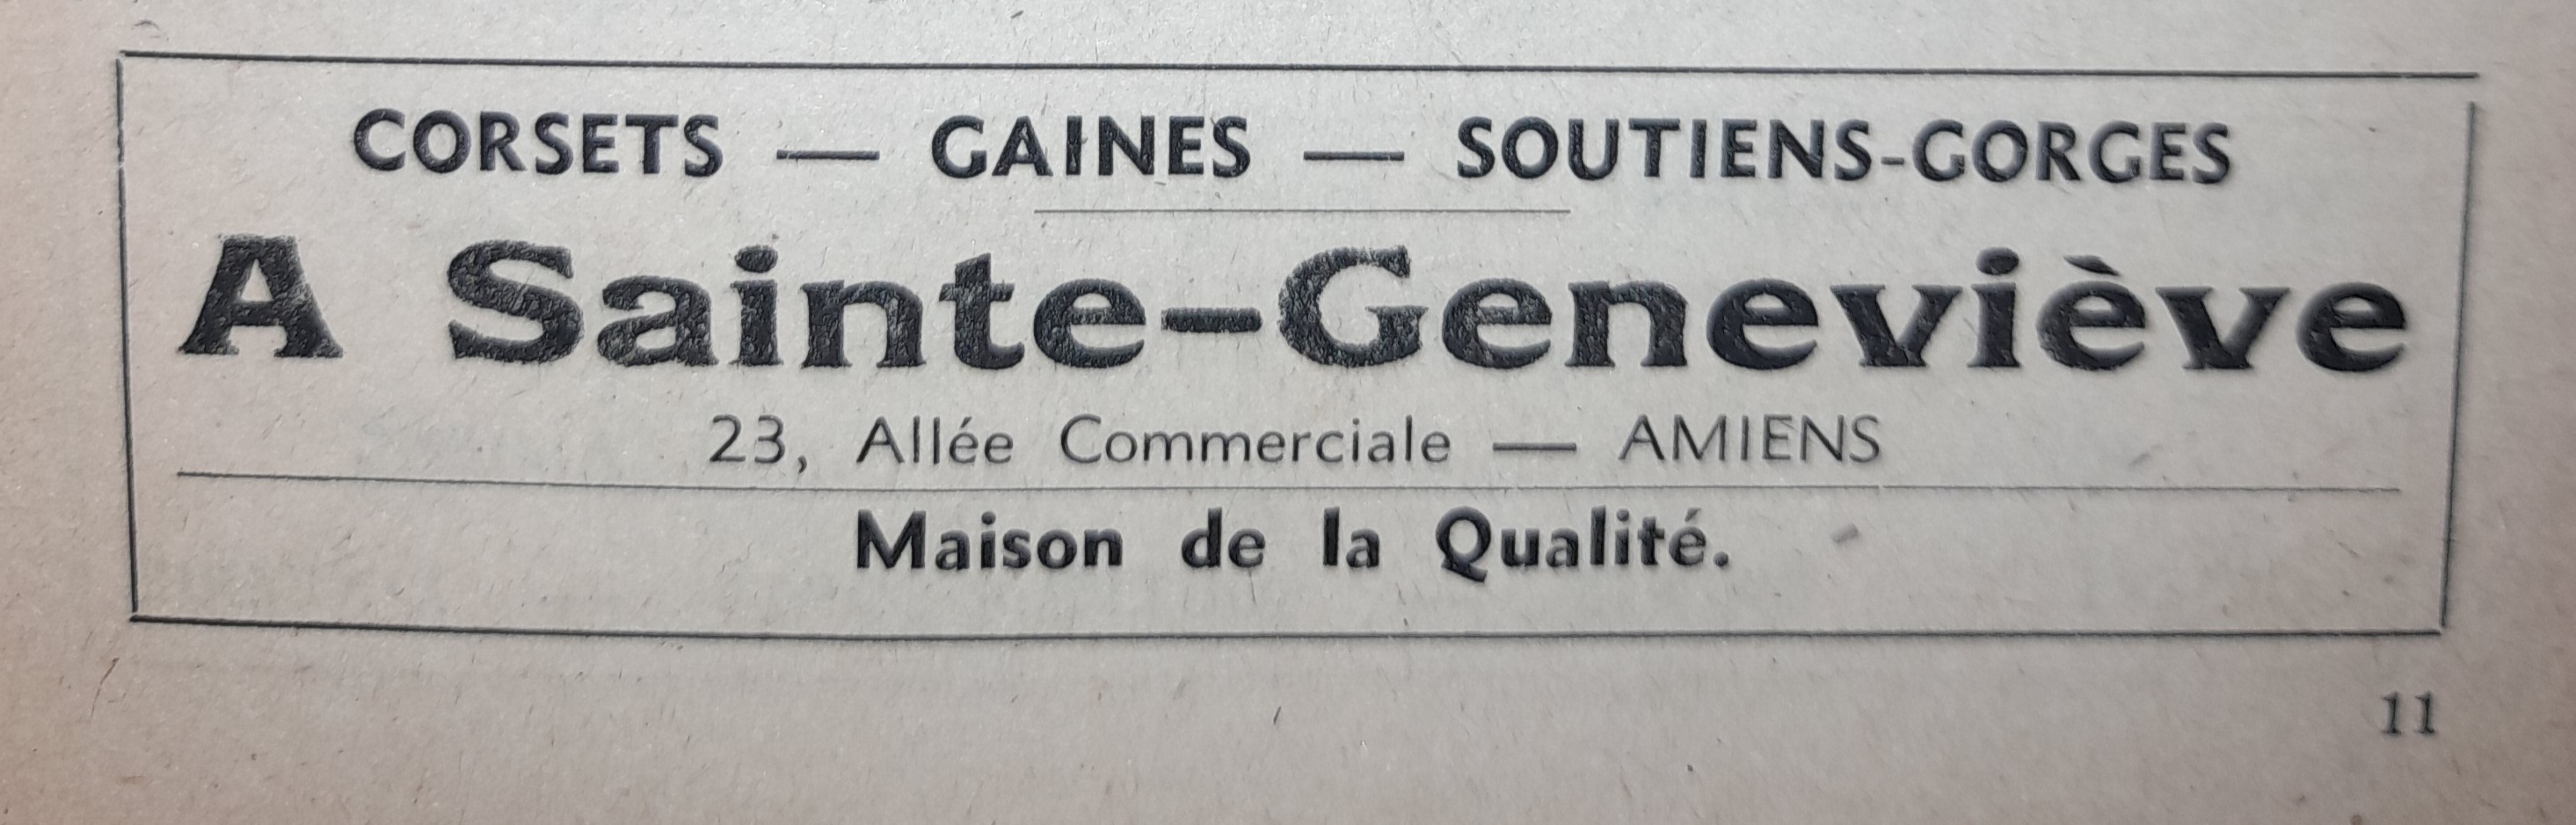 CORSETS — GAINES — SOUTIENS-GORGES
A Sainte-Geneviève
23, Allée Commerciale — AMIENS
Maison de la Qualité.
11